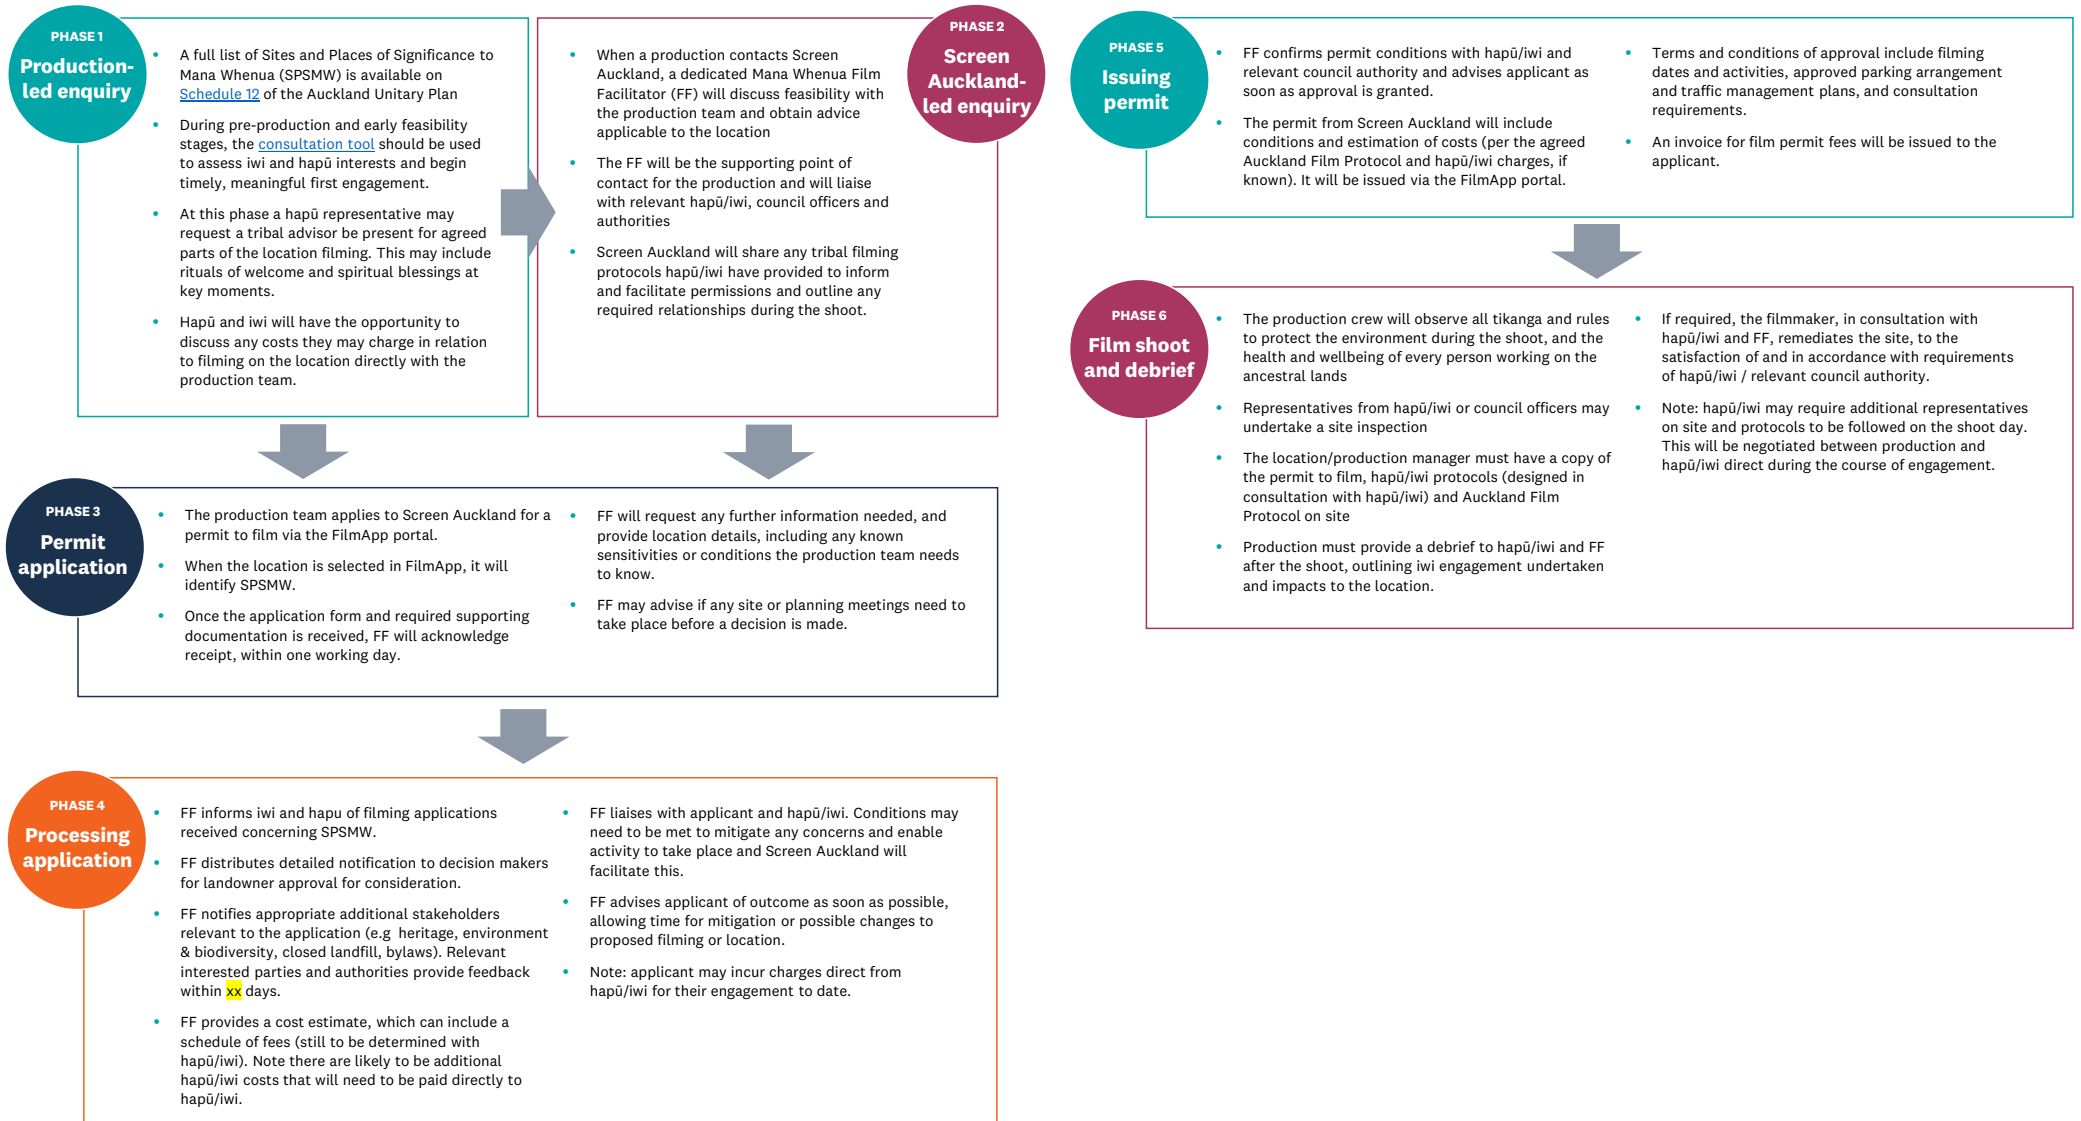 PHASE 1
Production-
led enquiry
A full list of Sites and Places of Significance to
Mana Whenua (SPSMW) is available on
Schedule 12 of the Auckland Unitary Plan
During pre-production and early feasibility
stages, the consultation tool should be used
to assess iwi and hapū interests and begin
timely, meaningful first engagement.
At this phase a hapū representative may
request a tribal advisor be present for agreed
parts of the location filming. This may include
rituals of welcome and spiritual blessings at
key moments.
Hapū and iwi will have the opportunity to
discuss any costs they may charge in relation
to filming on the location directly with the
production team.
PHASE 2
Screen
Auckland-
led enquiry
When a production contacts Screen
Auckland, a dedicated Mana Whenua Film
Facilitator (FF) will discuss feasibility with
the production team and obtain advice
applicable to the location
The FF will be the supporting point of
contact for the production and will liaise
with relevant hapū/iwi, council officers and
authorities
Screen Auckland will share any tribal filming
protocols hapū/iwi have provided to inform
and facilitate permissions and outline any
required relationships during the shoot.
PHASE 3
Permit
application
The production team applies to Screen Auckland for a
permit to film via the FilmApp portal.
When the location is selected in FilmApp, it will
identify SPSMW.
Once the application form and required supporting
documentation is received, FF will acknowledge
receipt, within one working day.
FF will request any further information needed, and
provide location details, including any known
sensitivities or conditions the production team needs
to know.
FF may advise if any site or planning meetings need to
take place before a decision is made.
PHASE 4
Processing
application
FF informs iwi and hapu of filming applications
received concerning SPSMW.
FF distributes detailed notification to decision makers
for landowner approval for consideration.
FF notifies appropriate additional stakeholders
relevant to the application (e.g heritage, environment
& biodiversity, closed landfill, bylaws). Relevant
interested parties and authorities provide feedback
within xx days.
FF provides a cost estimate, which can include a
schedule of fees (still to be determined with
hapū/iwi). Note there are likely to be additional
hapū/iwi costs that will need to be paid directly to
hapū/iwi.
FF liaises with applicant and hapū/iwi. Conditions may
need to be met to mitigate any concerns and enable
activity to take place and Screen Auckland will
facilitate this.
FF advises applicant of outcome as soon as possible,
allowing time for mitigation or possible changes to
proposed filming or location.
Note: applicant may incur charges direct from
hapū/iwi for their engagement to date.
PHASE 5
Issuing
permit
FF confirms permit conditions with hapū/iwi and
relevant council authority and advises applicant as
soon as approval is granted.
The permit from Screen Auckland will include
conditions and estimation of costs (per the agreed
Auckland Film Protocol and hapū/iwi charges, if
known). It will be issued via the FilmApp portal.
Terms and conditions of approval include filming
dates and activities, approved parking arrangement
and traffic management plans, and consultation
requirements.
An invoice for film permit fees will be issued to the
applicant.
PHASE 6
Film shoot
and debrief
The production crew will observe all tikanga and rules
to protect the environment during the shoot, and the
health and wellbeing of every person working on the
ancestral lands
Representatives from hapū/iwi or council officers may
undertake a site inspection
The location/production manager must have a copy of
the permit to film, hapū/iwi protocols (designed in
consultation with hapū/iwi) and Auckland Film
Protocol on site
Production must provide a debrief to hapū/iwi and FF
after the shoot, outlining iwi engagement undertaken
and impacts to the location.
If required, the filmmaker, in consultation with
hapū/iwi and FF, remediates the site, to the
satisfaction of and in accordance with requirements
of hapū/iwi / relevant council authority.
Note: hapū/iwi may require additional representatives
on site and protocols to be followed on the shoot day.
This will be negotiated between production and
hapū/iwi direct during the course of engagement.